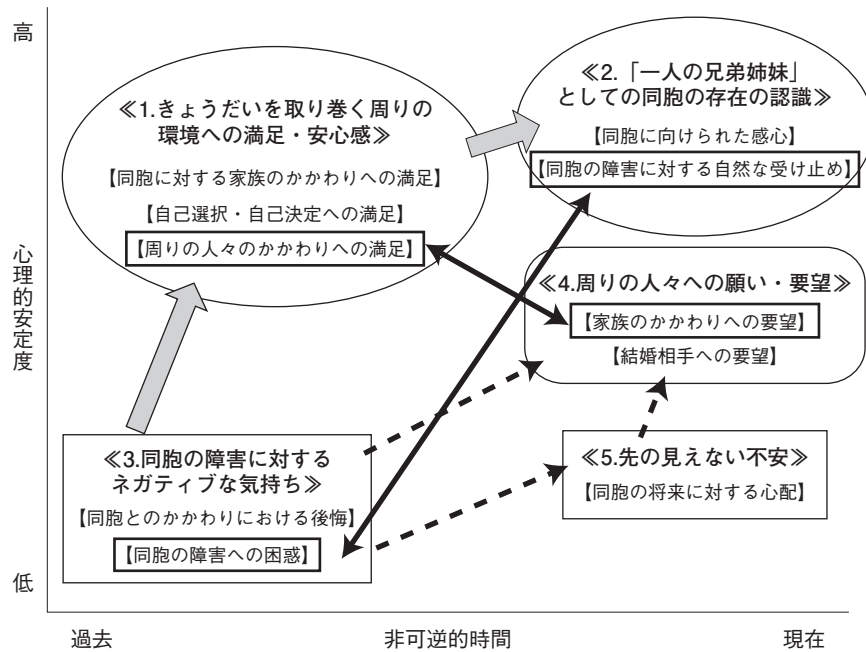 高
心理的安定度
低
≪1.きょうだいを取り巻く周りの
環境への満足・安心感≫
【同胞に対する家族のかかわりへの満足】
【自己選択・自己決定への満足】
【周りの人々のかかわりへの満足】
≪2.「一人の兄弟姉妹」
としての同胞の存在の認識≫
【同胞に向けられた感心】
【同胞の障害に対する自然な受け止め】
≪4.周りの人々への願い・要望≫
【家族のかかわりへの要望】
【結婚相手への要望】
≪3.同胞の障害に対する
ネガティブな気持ち≫
【同胞とのかかわりにおける後悔】
【同胞の障害への困惑】
≪5.先の見えない不安≫
【同胞の将来に対する心配】
過去
非可逆的時間
現在